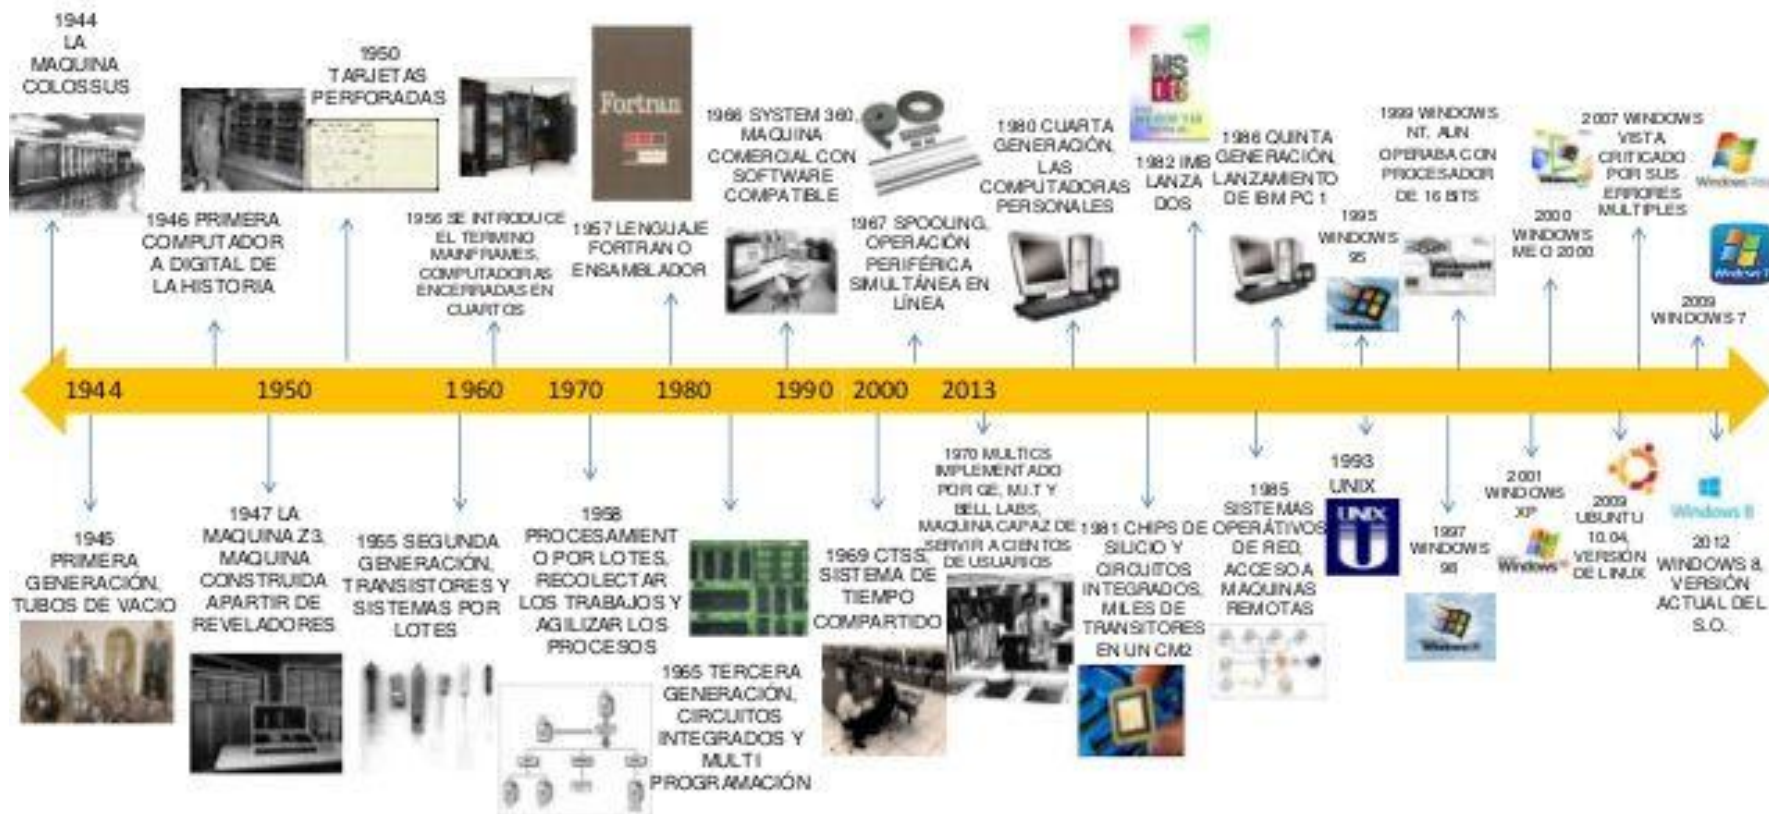 1944
LA
MAQUINA
COLOSSUS
1946 PRIMERA
COMPUTADOR
A DIGITAL DE
LA HISTORIA
1950
TARJETAS
PERFORADAS
1956 SE INTRODUCE
EL TERMINO
MAINFRAMES,
COMPUTADORAS
ENCERRADAS EN
CUARTOS
Fortran
1957 LENGUAJE
FORTRAN O
ENSAMBLADOR
1966 SYSTEM 360,
MAQUINA
COMERCIAL CON
SOFTWARE
COMPATIBLE
1967 SPOOLING,
OPERACIÓN
PERIFÉRICA
SIMULTÁNEA EN
LÍNEA
1980 CUARTA
GENERACIÓN,
LAS
COMPUTADORAS
PERSONALES
MS
DOS
1982 IMB
LANZA
DOS
1986 QUINTA
GENERACIÓN,
LANZAMIENTO
DE IBM PC 1
1995
WINDOWS
95
1999 WINDOWS
NT, AUN
OPERABA CON
PROCESADOR
DE 16 BITS
2000
WINDOWS
ME O 2000
2007 WINDOWS
VISTA,
CRITICADO
POR SUS
ERRORES
MULTIPLES
2009
WINDOWS 7
1944 1950 1960 1970 1980 1990 2000 2013
1945
PRIMERA
GENERACIÓN,
TUBOS DE VACIO
1947 LA
MAQUINA Z3,
MAQUINA
CONSTRUIDA
APARTIR DE
REVELADORES
1955 SEGUNDA
GENERACIÓN,
TRANSISTORES Y
SISTEMAS POR
LOTES
1958
PROCESAMIENT
O POR LOTES,
RECOLECTAR
LOS TRABAJOS Y
AGILIZAR LOS
PROCESOS
1965 TERCERA
GENERACIÓN,
CIRCUITOS
INTEGRADOS Y
MULTI
PROGRAMACIÓN
1969 CTSS,
SISTEMA DE
TIEMPO
COMPARTIDO
1970 MULTICS
IMPLEMENTADO
POR GE, M.I.T Y
BELL LABS,
MAQUINA CAPAZ DE
SERVIR A CIENTOS
DE USUARIOS
1981 CHIPS DE
SILICIO Y
CIRCUITOS
INTEGRADOS,
MILES DE
TRANSITORES
EN UN CM2
1985
SISTEMAS
OPERÁTIVOS
DE RED,
ACCESO A
MAQUINAS
REMOTAS
1993
UNIX
UNIX
1997
WINDOWS
98
2001
WINDOWS
XP
Windows
2009
UBUNTU
10.04,
VERSIÓN
DE LINUX
Windows 8
2012
WINDOWS 8,
VERSIÓN
ACTUAL DEL
S.O.